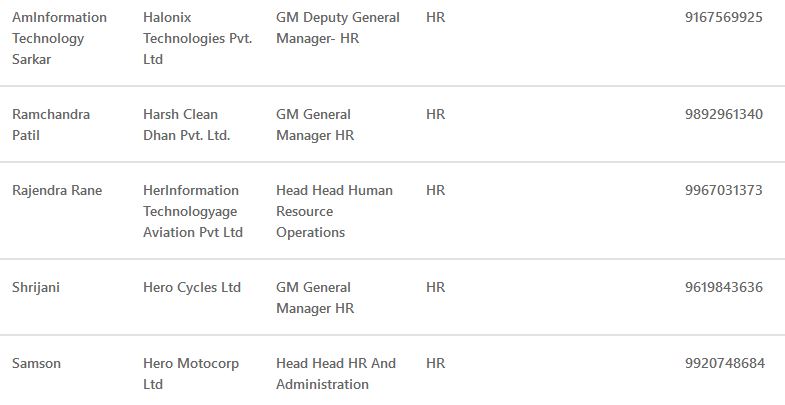 AmInformation Technology Sarkar
Halonix Technologies Pvt. Ltd
GM Deputy General Manager- HR
HR
9167569925
Ramchandra Patil
Harsh Clean Dhan Pvt. Ltd.
GM General Manager HR
HR
9892961340
Rajendra Rane
HerInformation Technologyage Aviation Pvt Ltd
Head Head Human Resource Operations
HR
9967031373
Shrijani
Hero Cycles Ltd
GM General Manager HR
HR
9619843636
Samson
Hero Motocorp Ltd
Head Head HR And Administration
HR
9920748684